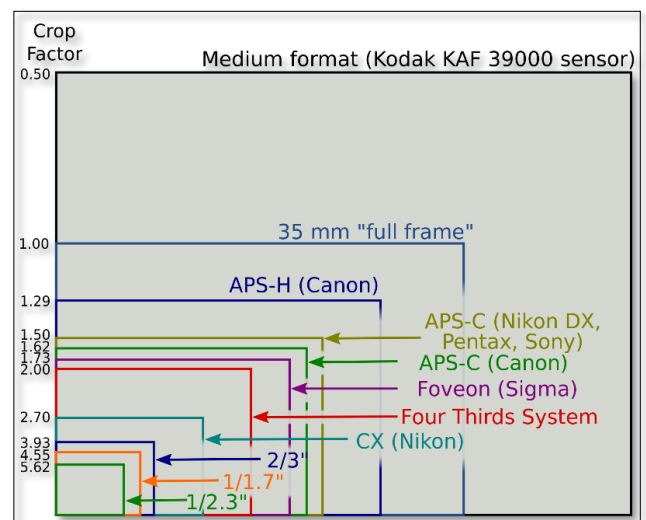 Crop
Factor
Medium format (Kodak KAF 39000 sensor)
0.50
35 mm "full frame"
1.00
APS-H (Canon)
1.29
APS-C (Nikon DX,
Pentax, Sony)
1.50
1.62
APS-C (Canon)
1.73
2.00
Foveon (Sigma)
Four Thirds System
2.70
CX (Nikon)
3.93
2/3"
4.55
5.62
1/1.7"
1/2.3"